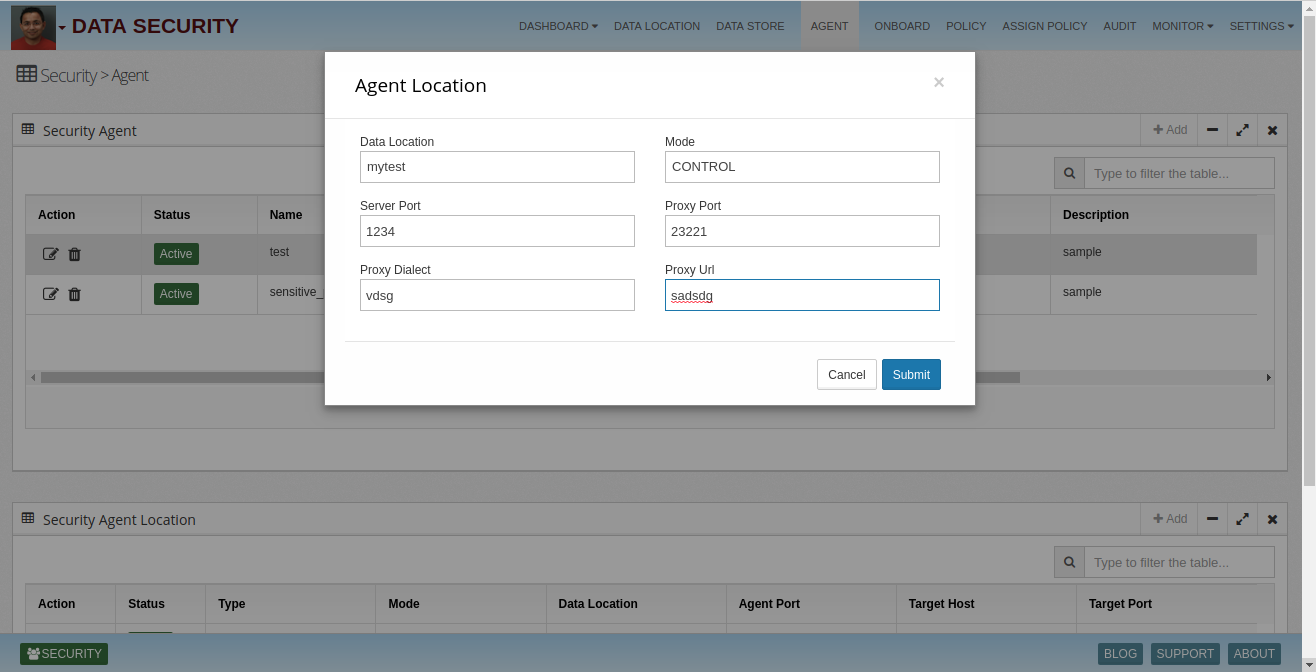 DATA SECURITY
DASHBOARD DATA LOCATION DATA STORE AGENT ONBOARD POLICY ASSIGN POLICY AUDIT MONITOR SETTINGS
Security > Agent
Agent Location ×
Data Location Mode
mytest CONTROL
Server Port Proxy Port
1234 23221
Proxy Dialect Proxy Url
vdsg sadsdg
Cancel Submit
Security Agent + Add
Type to filter the table...
Action Status Name Description
Active test sample
Active sensitive_ sample
Security Agent Location + Add
Type to filter the table...
Action Status Type Mode Data Location Agent Port Target Host Target Port
SECURITY BLOG SUPPORT ABOUT